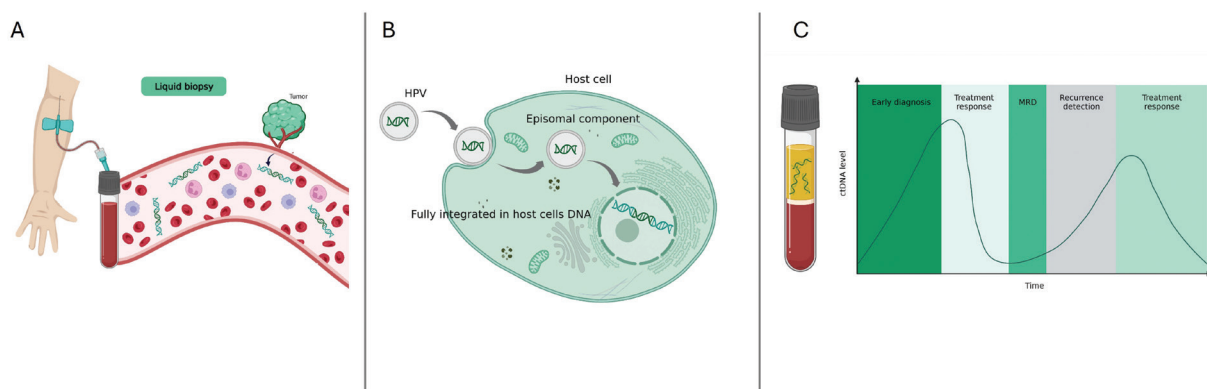 A
Liquid biopsy
Tumor
B
Host cell
HPV
Episomal component
Fully integrated in host cells DNA
C
Early diagnosis
Treatment
response
MRD
Recurrence
detection
Treatment
response
ctDNA level
Time